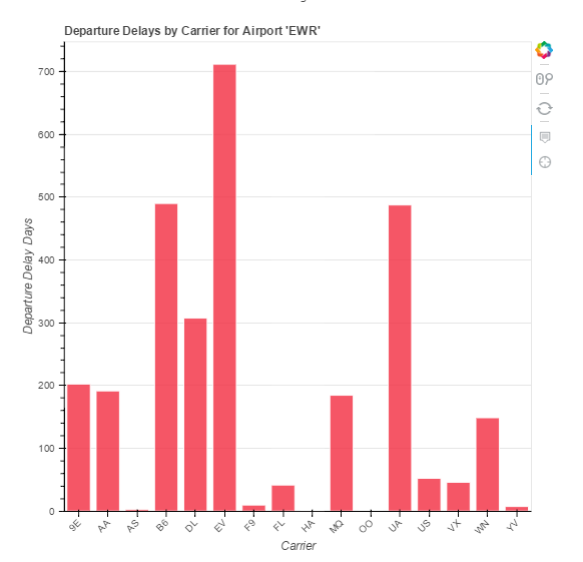 Departure Delays by Carrier for Airport 'EWR'
700
600
500
400
300
200
100
0
Departure Delay Days
9E AA AS B6 DL EV F9 FL HA MQ OO UA US VX WN YV
Carrier